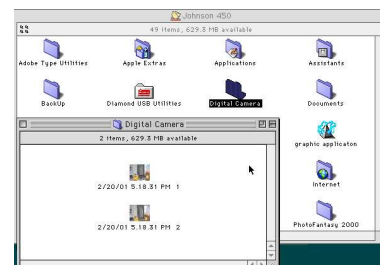 Johnson 450
49 items, 629.3 MB available
Adobe Type Utilities
Apple Extras
Applications
Assistants
BackUp
Diamond USB Utilities
Digital Camera
Documents
graphic applicaton
Internet
PhotoFantasy 2000
Digital Camera
2 items, 629.3 MB available
2/20/01 5.18.31 PM 1
2/20/01 5.18.31 PM 2